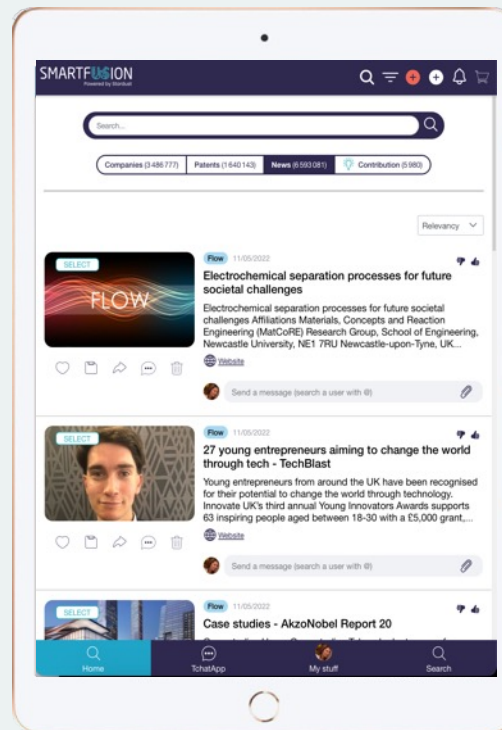 SMARTFUSION
Powered by Stardust
Search...
Companies (3 486 777)
Patents (1 640 143)
News (6 593 081)
Contribution (5 980)
Relevancy
SELECT
FLOW
Flow 11/05/2022
Electrochemical separation processes for future
societal challenges
Electrochemical separation processes for future societal
challenges Affiliations Materials, Concepts and Reaction
Engineering (MatCoRE) Research Group, School of Engineering,
Newcastle University, NE1 7RU Newcastle-upon-Tyne, UK...
Website
Send a message (search a user with @)
SELECT
Flow 11/05/2022
27 young entrepreneurs aiming to change the world
through tech - TechBlast
Young entrepreneurs from around the UK have been recognised
for their potential to change the world through technology.
Innovate UK's third annual Young Innovators Awards supports
63 inspiring people aged between 18-30 with a £5,000 grant,...
Website
Send a message (search a user with @)
SELECT
Flow 11/05/2022
Case studies - AkzoNobel Report 20
Home
TchatApp
My stuff
Search